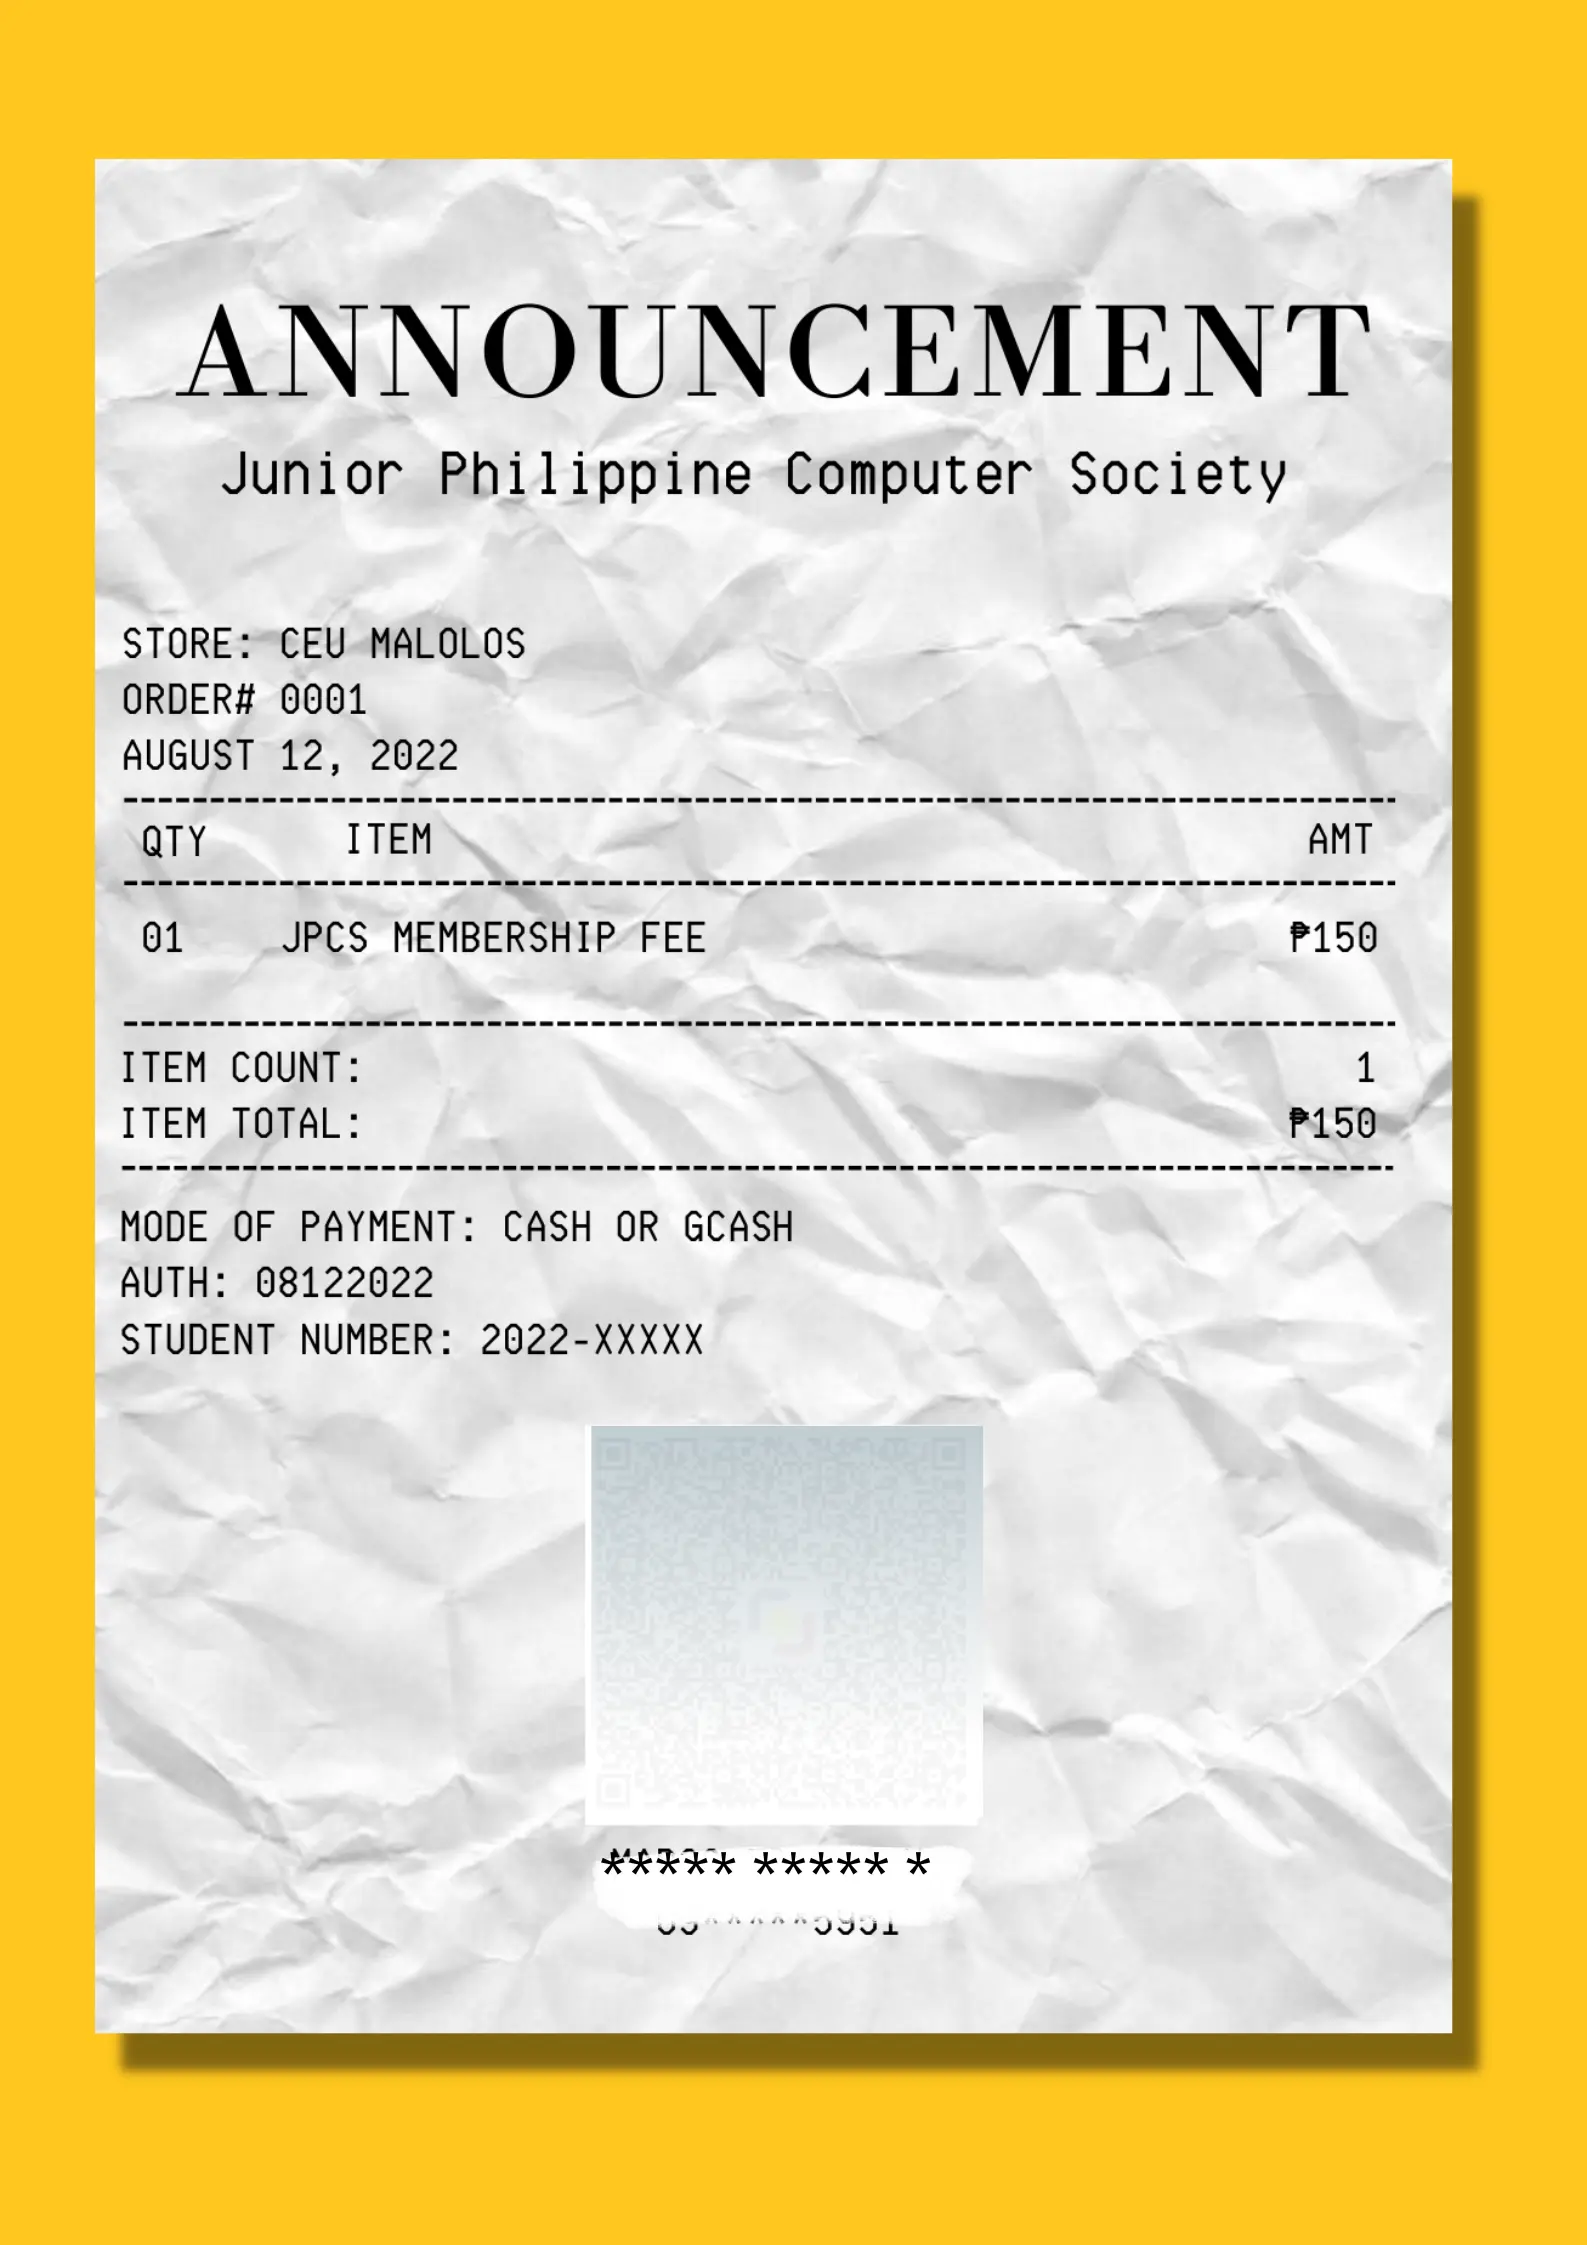 ANNOUNCEMENT
Junior Philippine Computer Society
STORE: CEU MALOLOS
ORDER# 0001
AUGUST 12, 2022
QTY ITEM AMT
01 JPCS MEMBERSHIP FEE ₱150
ITEM COUNT: 1
ITEM TOTAL: ₱150
MODE OF PAYMENT: CASH OR GCASH
AUTH: 08122022
STUDENT NUMBER: 2022-XXXXX
***** ***** *